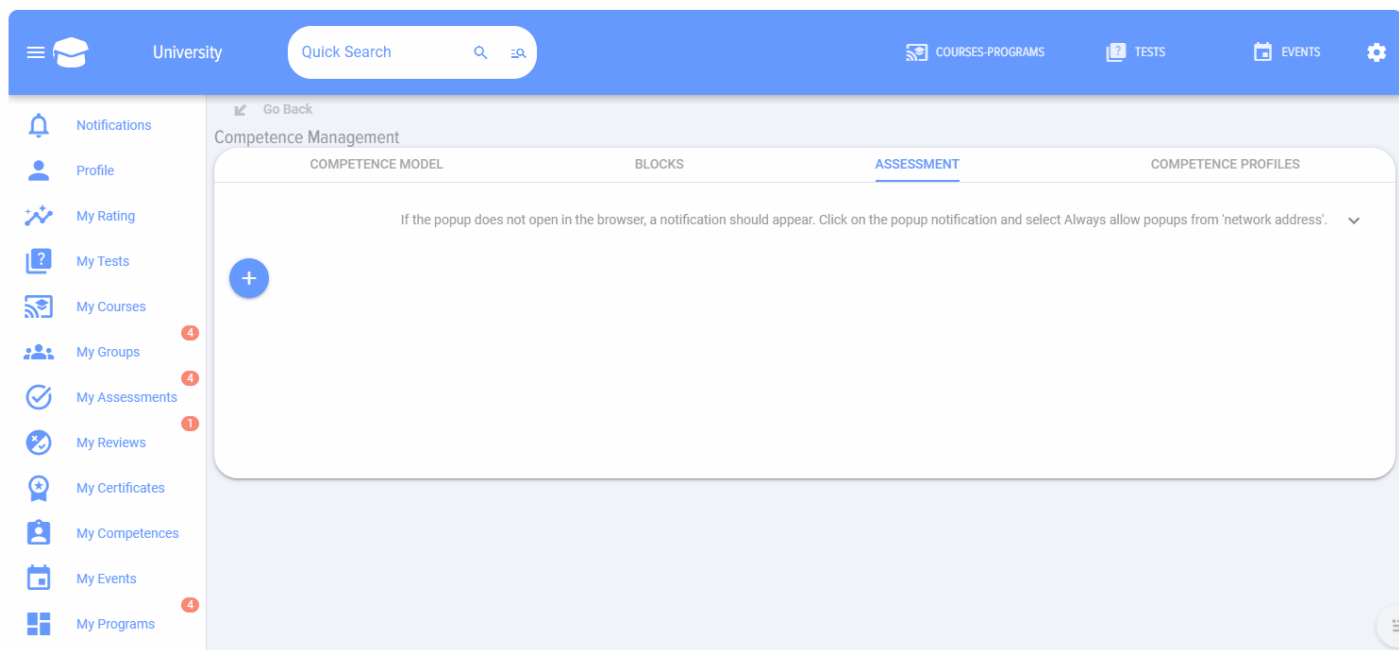 University
Quick Search
COURSES-PROGRAMS
? TESTS
EVENTS
Notifications
Profile
My Rating
? My Tests
My Courses
4
My Groups
4
My Assessments
1
My Reviews
My Certificates
My Competences
My Events
4
My Programs
Go Back
Competence Management
COMPETENCE MODEL
BLOCKS
ASSESSMENT
COMPETENCE PROFILES
If the popup does not open in the browser, a notification should appear. Click on the popup notification and select Always allow popups from 'network address'.
+